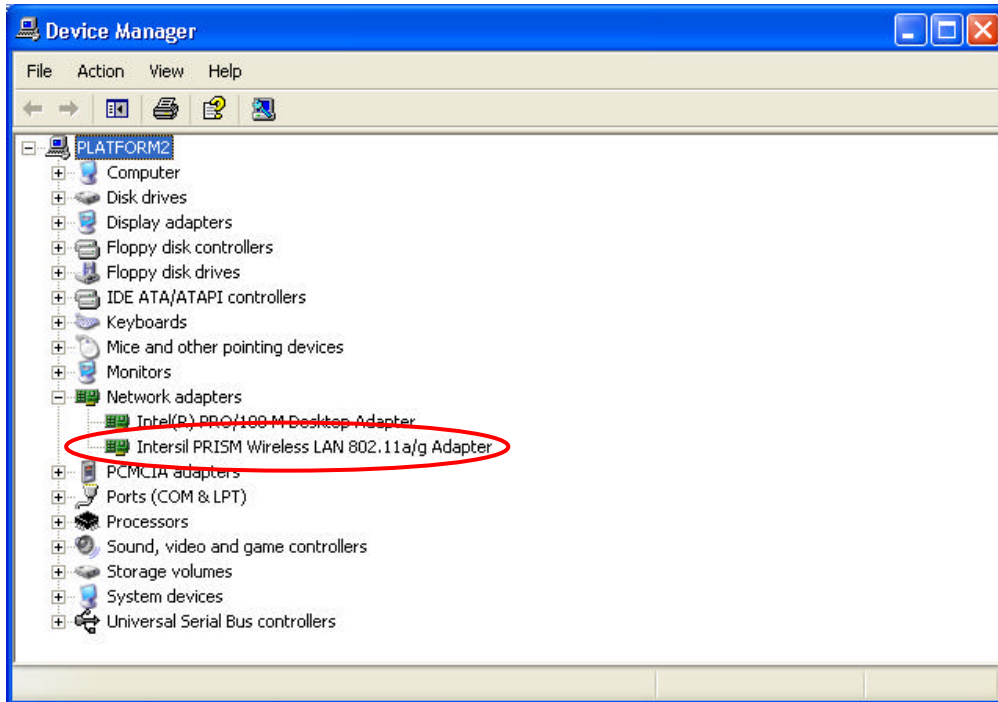 Device Manager
File Action View Help
PLATFORM2
Computer
Disk drives
Display adapters
Floppy disk controllers
Floppy disk drives
IDE ATA/ATAPI controllers
Keyboards
Mice and other pointing devices
Monitors
Network adapters
Intel(R) PRO/100 M Desktop Adapter
Intersil PRISM Wireless LAN 802.11a/g Adapter
PCMCIA adapters
Ports (COM & LPT)
Processors
Sound, video and game controllers
Storage volumes
System devices
Universal Serial Bus controllers